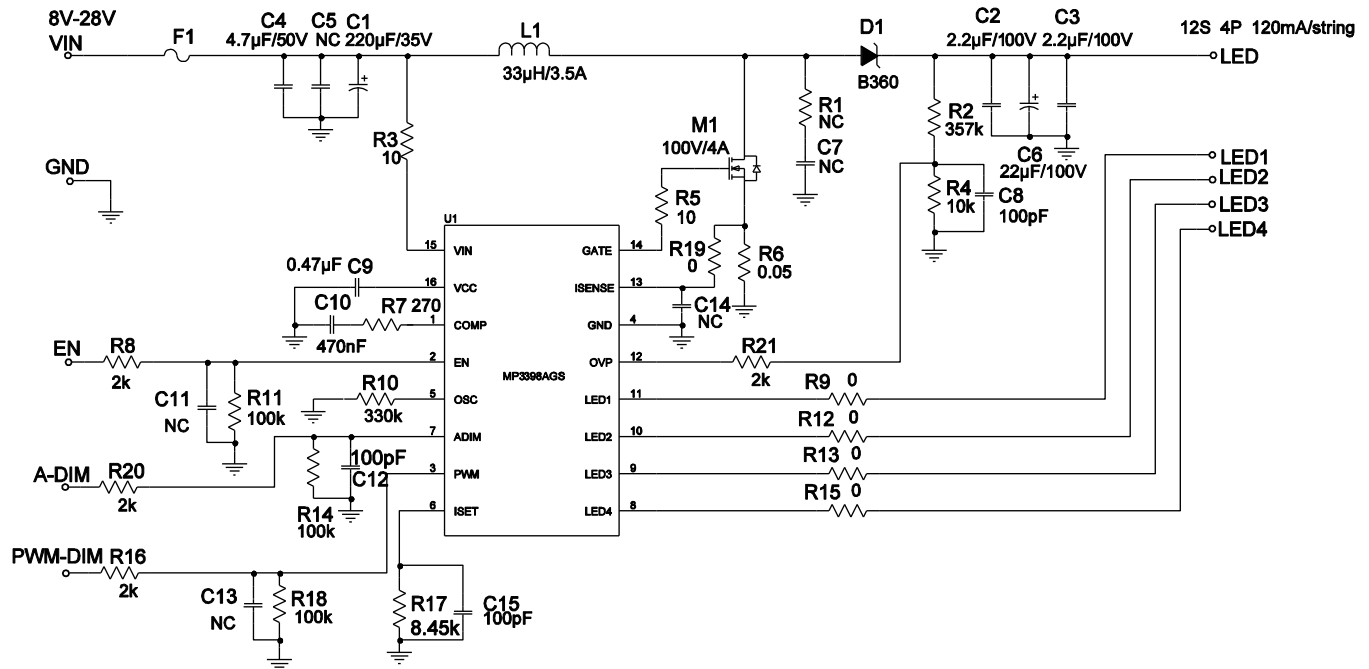 8V-28V
VIN
F1
C4
4.7µF/50V
C5
NC
C1
220µF/35V
L1
33µH/3.5A
D1
B360
C2
2.2µF/100V
C3
2.2µF/100V
12S 4P 120mA/string
LED
R3
10
M1
100V/4A
R1
NC
C7
NC
R2
357k
C6
22µF/100V
GND
R5
10
R4
10k
C8
100pF
LED1
LED2
LED3
LED4
U1
15 VIN
GATE 14
R19
0
R6
0.05
0.47µF C9
16 VCC
ISENSE 13
C14
NC
C10
470nF
R7 270
1 COMP
GND 4
EN
R8
2k
2 EN
OVP 12
R21
2k
MP3398AGS
C11
NC
R11
100k
R10
330k
5 OSC
LED1 11
R9 0
7 ADIM
LED2 10
R12 0
A-DIM
R20
2k
100pF
C12
3 PWM
LED3 9
R13 0
R14
100k
6 ISET
LED4 8
R15 0
PWM-DIM
R16
2k
C13
NC
R18
100k
R17
8.45k
C15
100pF